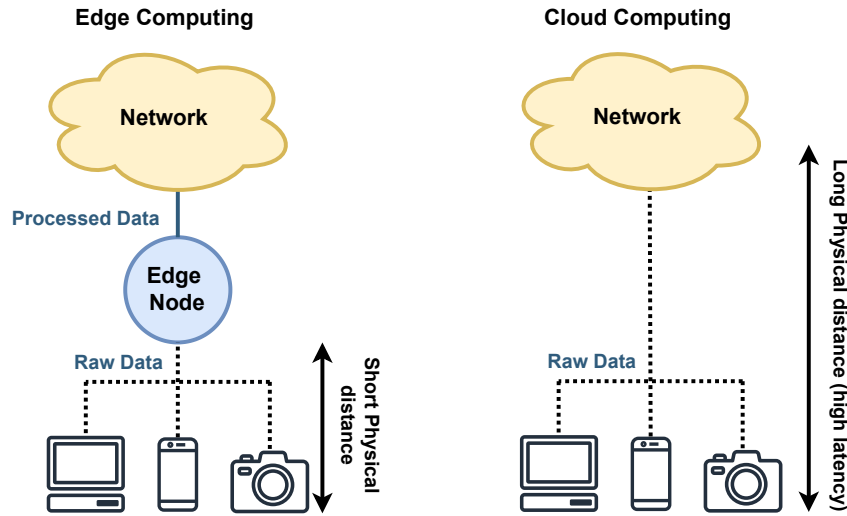 Edge Computing
Network
Processed Data
Edge
Node
Raw Data
Short Physical
distance
Cloud Computing
Network
Raw Data
Long Physical distance (high latency)